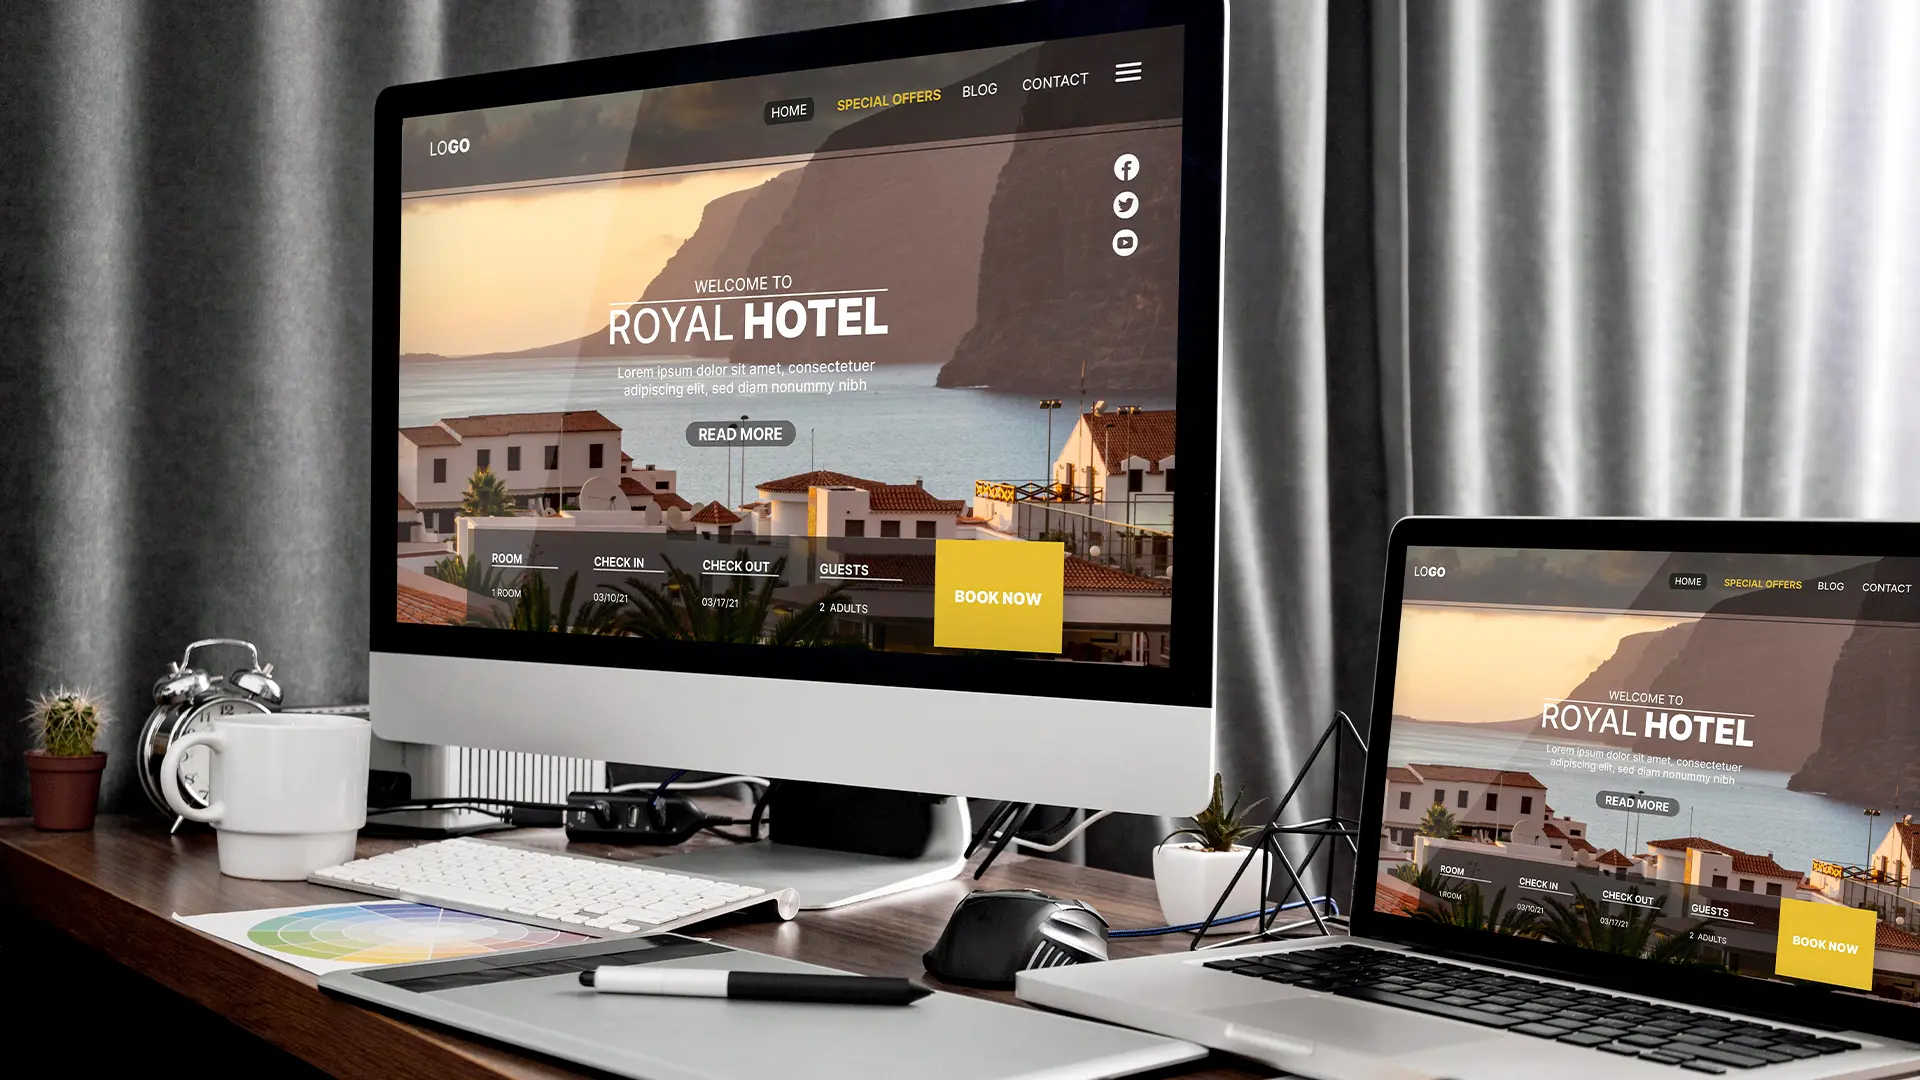 LOGO
HOME SPECIAL OFFERS BLOG CONTACT
WELCOME TO
ROYAL HOTEL
Lorem ipsum dolor sit amet, consectetuer
adipiscing elit, sed diam nonummy nibh
READ MORE
ROOM CHECK IN CHECK OUT GUESTS
1 ROOM 03/10/21 03/17/21 2 ADULTS
BOOK NOW
11 12
LOGO
HOME SPECIAL OFFERS BLOG CONTACT
WELCOME TO
ROYAL HOTEL
Lorem ipsum dolor sit amet, consectetuer
adipiscing elit, sed diam nonummy nibh
READ MORE
ROOM CHECK IN CHECK OUT GUESTS
1 ROOM 03/10/21 03/17/21 2 ADULTS
BOOK NOW